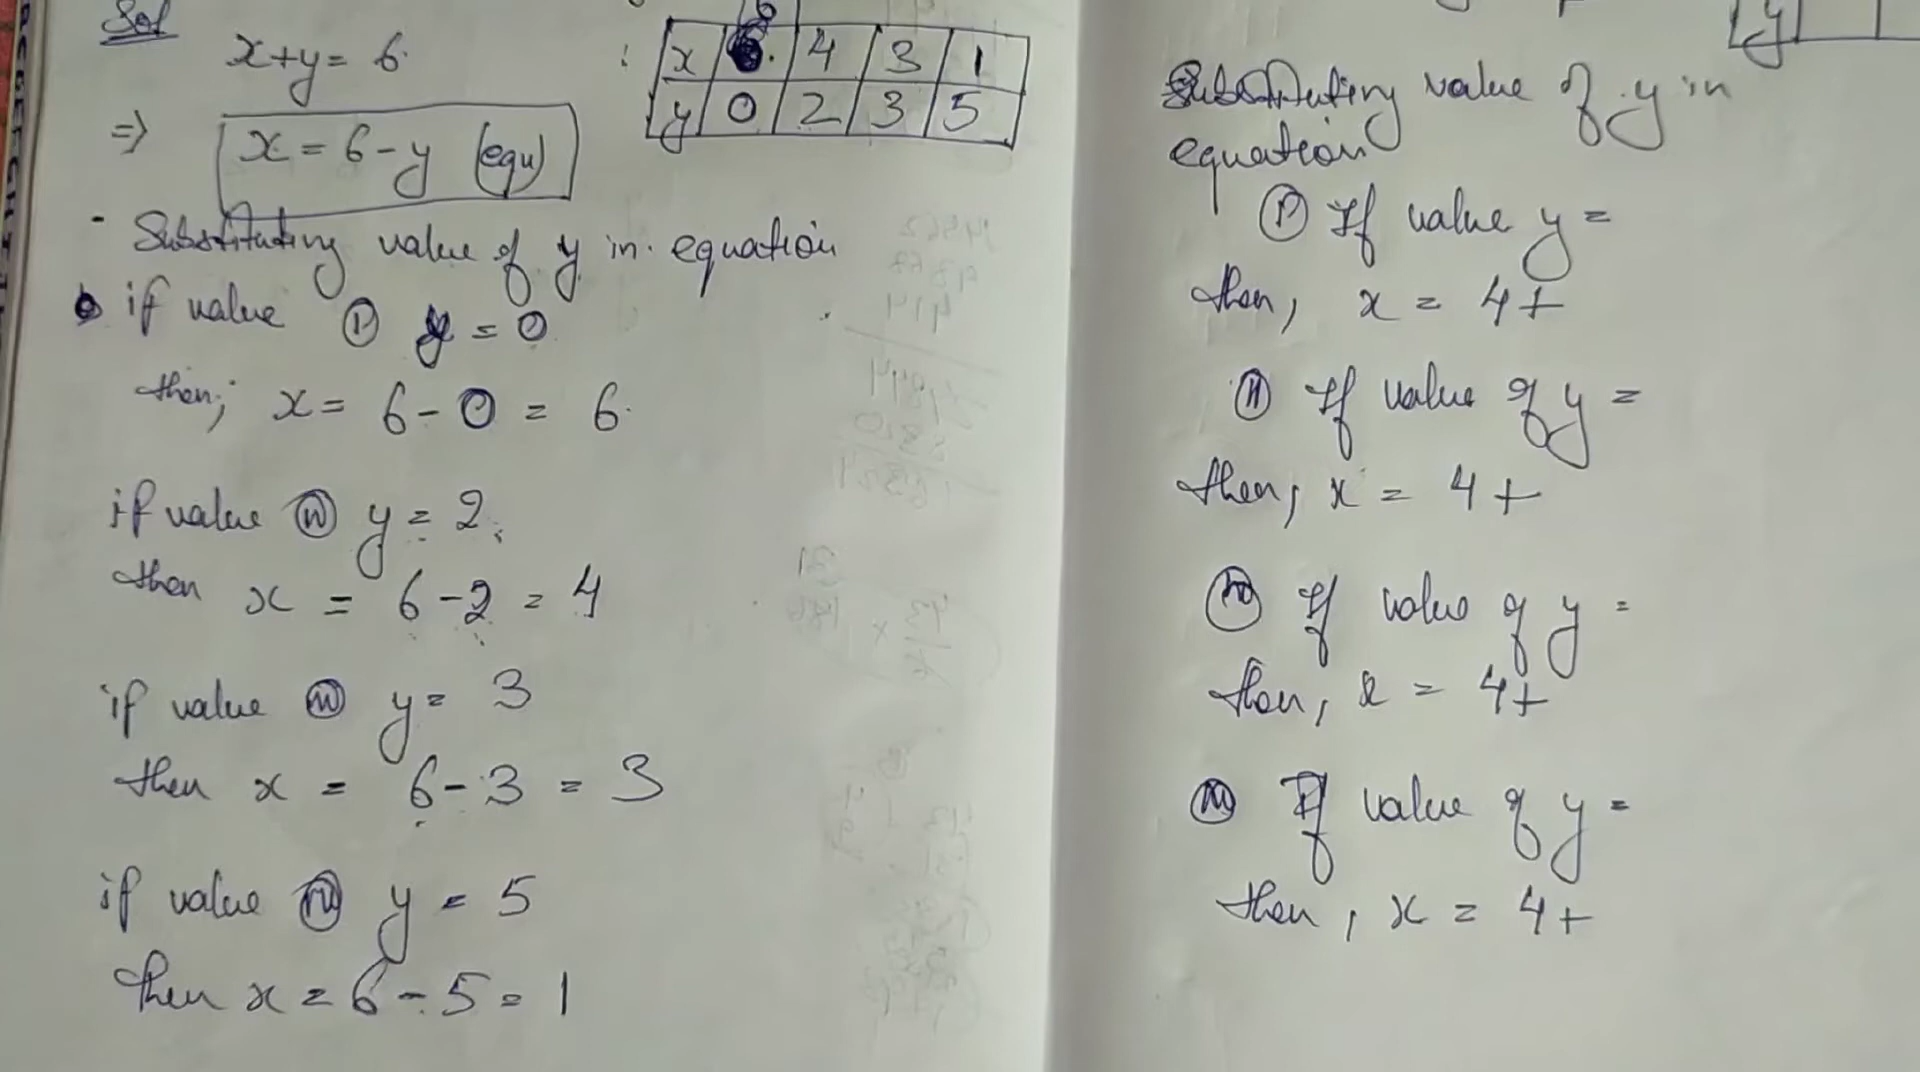 Sol
x+y= 6.
⇒ x = 6-y (equ)
6
x 4 3 1
y 0 2 3 5
Substituting value of y in equation
if value (i) y = 0
then; x = 6-0 = 6.
if value (ii) y = 2
then x = 6-2 = 4
if value (iii) y = 3
then x = 6-3 = 3
if value (iv) y = 5
then x = 6-5 = 1
y
Substituting value of y in
equation
(i) If value y =
then, x = 4+
(ii) If value of y =
then, x = 4+
If value of y =
then, x = 4+
If value of y =
then, x = 4+